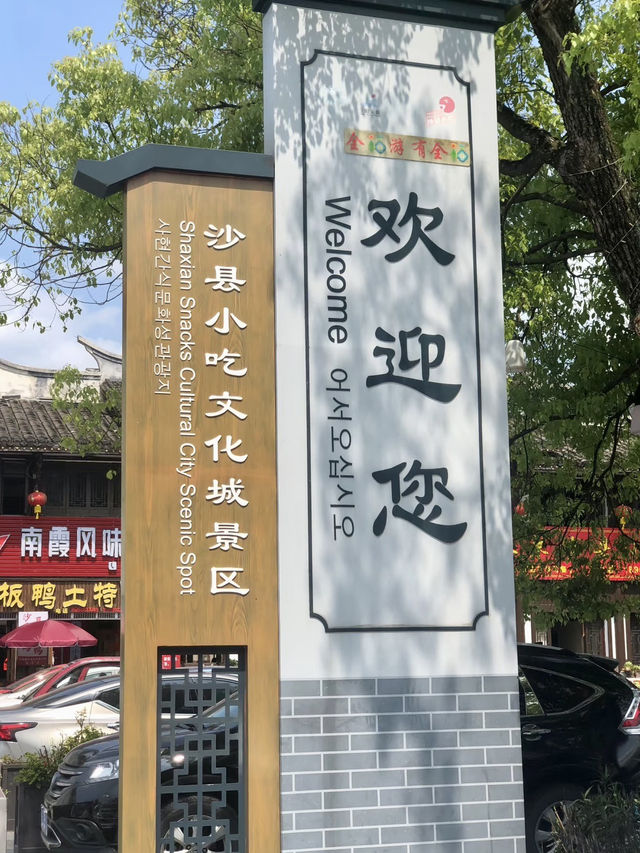 全福游有全福
欢迎您
Welcome 어서오십시오
沙县小吃文化城景区
Shaxian Snacks Cultural City Scenic Spot
사현간식문화성관광지
南霞风味
板鸭土特